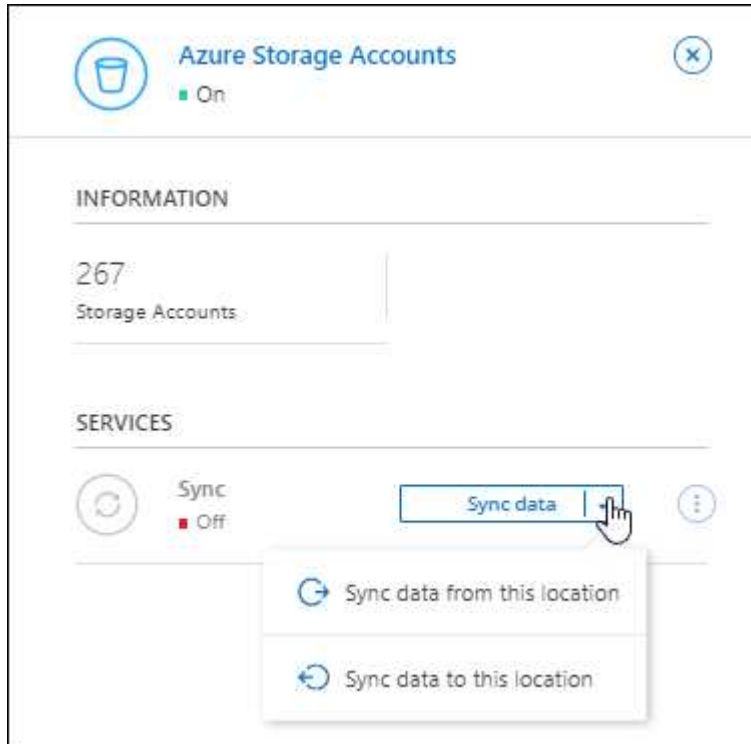 Azure Storage Accounts
On
INFORMATION
267
Storage Accounts
SERVICES
Sync
Off
Sync data
Sync data from this location
Sync data to this location